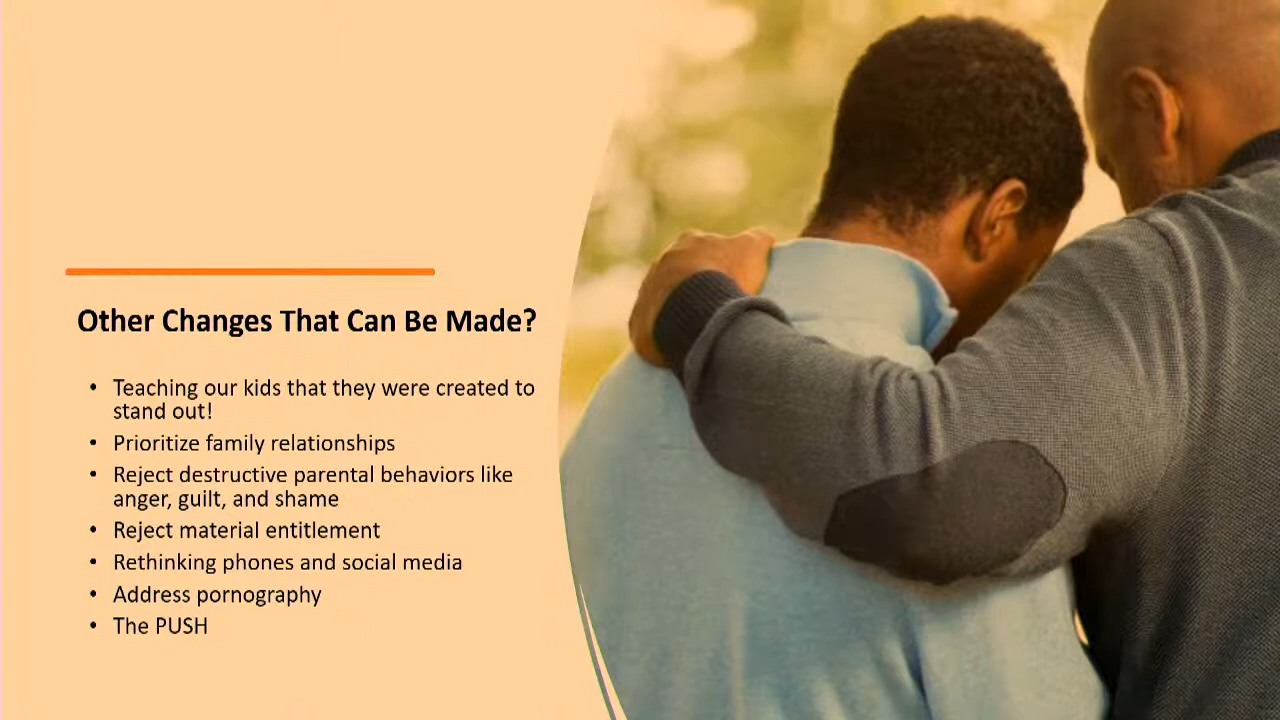 Other Changes That Can Be Made?
• Teaching our kids that they were created to
stand out!
• Prioritize family relationships
• Reject destructive parental behaviors like
anger, guilt, and shame
• Reject material entitlement
• Rethinking phones and social media
• Address pornography
• The PUSH